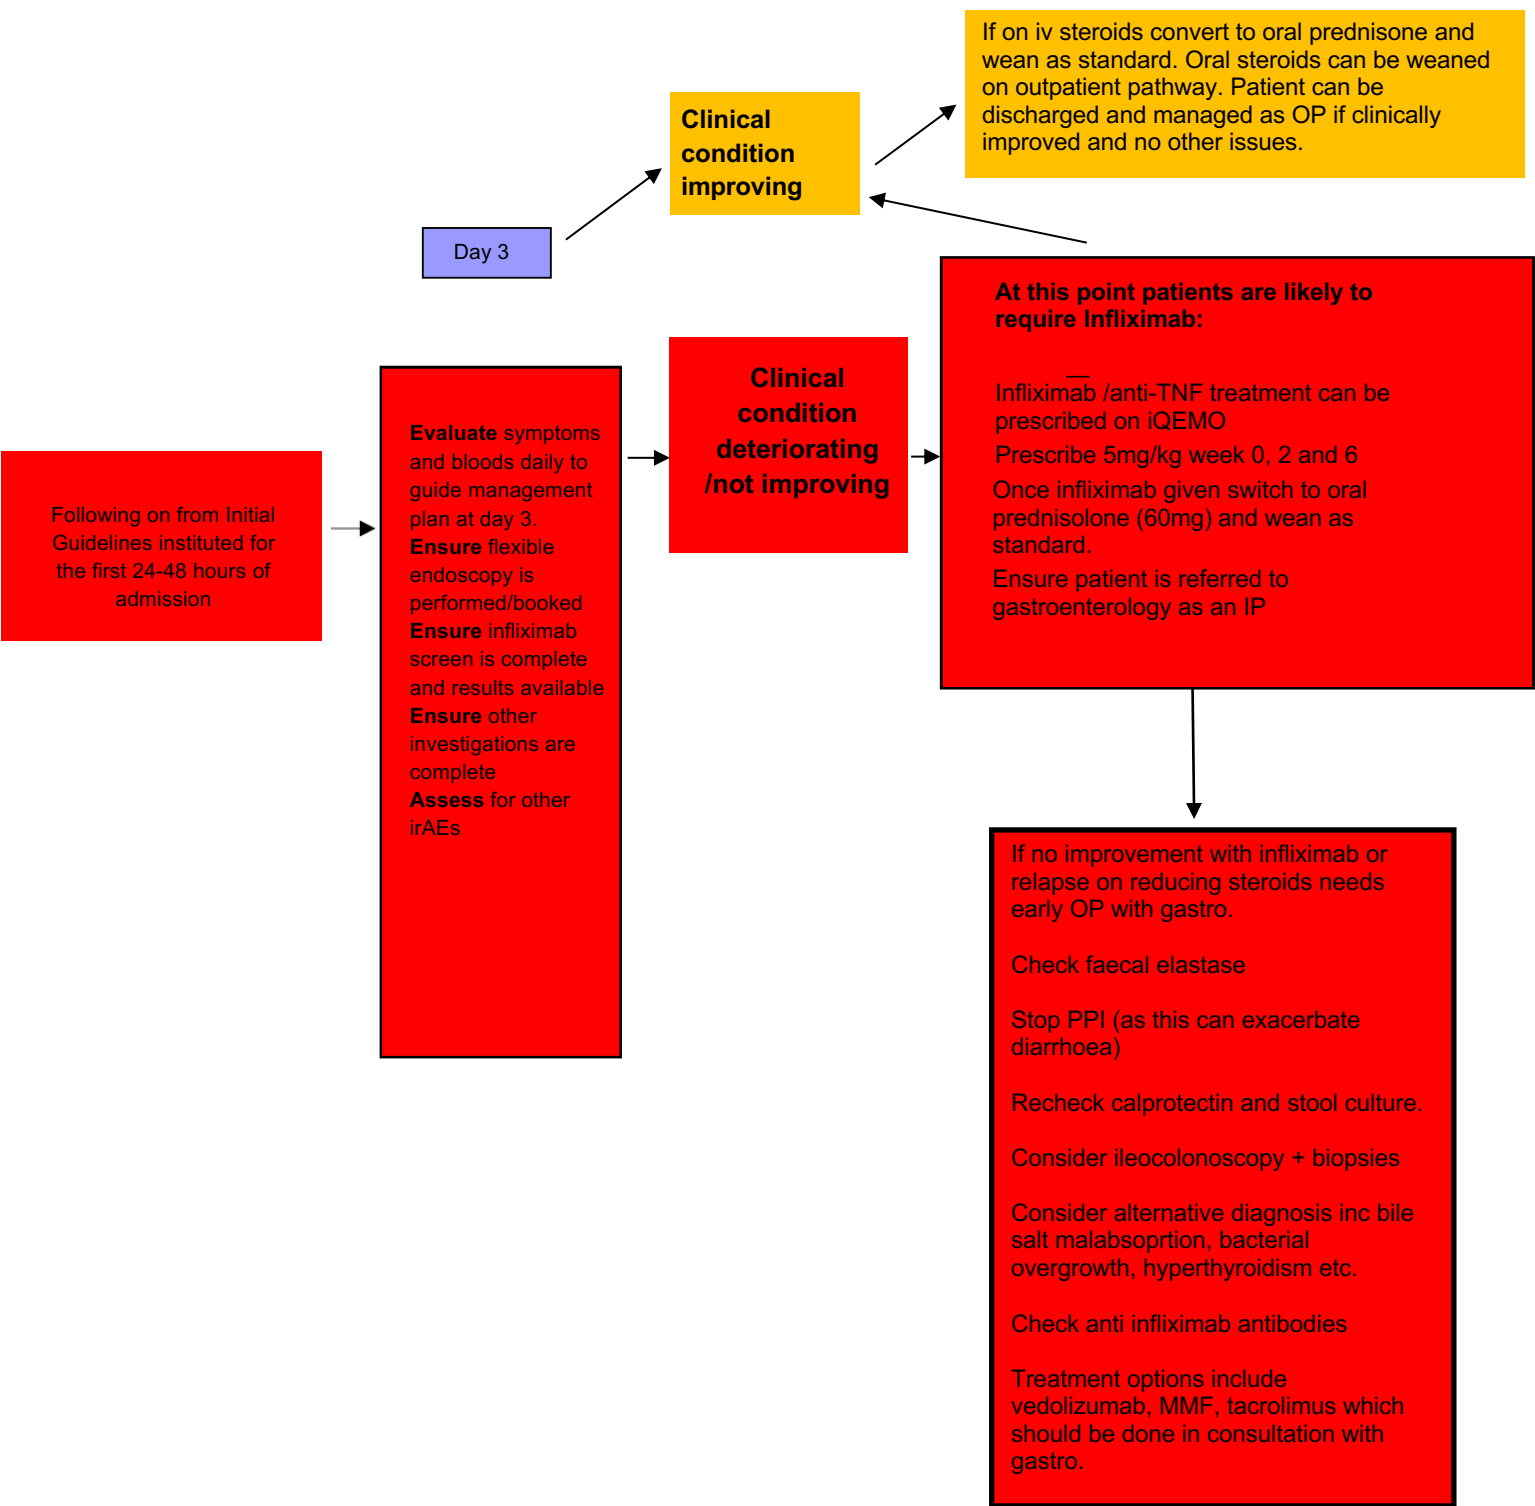 If on iv steroids convert to oral prednisone and
wean as standard. Oral steroids can be weaned
on outpatient pathway. Patient can be
discharged and managed as OP if clinically
improved and no other issues.
Clinical
condition
improving
Day 3
At this point patients are likely to
require Infliximab:
Infliximab /anti-TNF treatment can be
prescribed on iQEMO
Prescribe 5mg/kg week 0, 2 and 6
Once infliximab given switch to oral
prednisolone (60mg) and wean as
standard.
Ensure patient is referred to
gastroenterology as an IP
Clinical
condition
deteriorating
/not improving
Evaluate symptoms
and bloods daily to
guide management
plan at day 3.
Ensure flexible
endoscopy is
performed/booked
Ensure infliximab
screen is complete
and results available
Ensure other
investigations are
complete
Assess for other
irAEs
Following on from Initial
Guidelines instituted for
the first 24-48 hours of
admission
If no improvement with infliximab or
relapse on reducing steroids needs
early OP with gastro.
Check faecal elastase
Stop PPI (as this can exacerbate
diarrhoea)
Recheck calprotectin and stool culture.
Consider ileocolonoscopy + biopsies
Consider alternative diagnosis inc bile
salt malabsoprtion, bacterial
overgrowth, hyperthyroidism etc.
Check anti infliximab antibodies
Treatment options include
vedolizumab, MMF, tacrolimus which
should be done in consultation with
gastro.